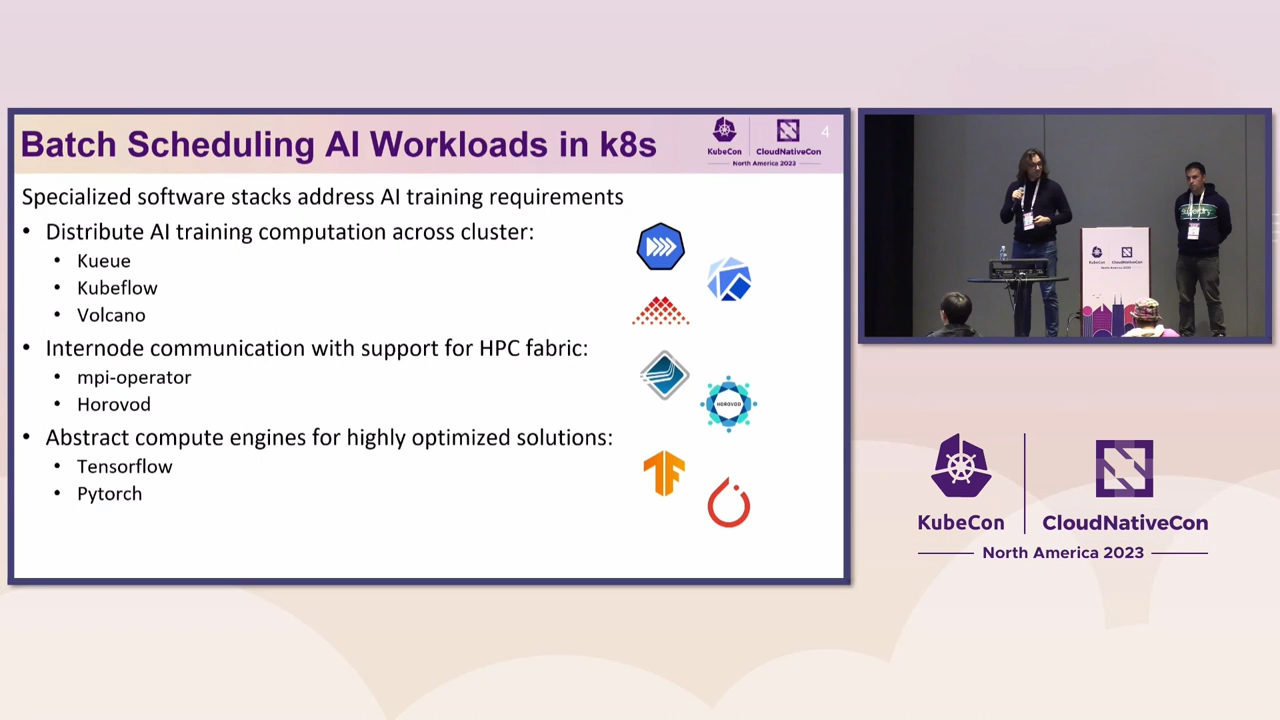 Batch Scheduling AI Workloads in k8s
KubeCon
CloudNativeCon
North America 2023
4
Specialized software stacks address AI training requirements
• Distribute AI training computation across cluster:
• Kueue
• Kubeflow
• Volcano
• Internode communication with support for HPC fabric:
• mpi-operator
• Horovod
• Abstract compute engines for highly optimized solutions:
• Tensorflow
• Pytorch
HOROVOD
KubeCon
CloudNativeCon
North America 2023